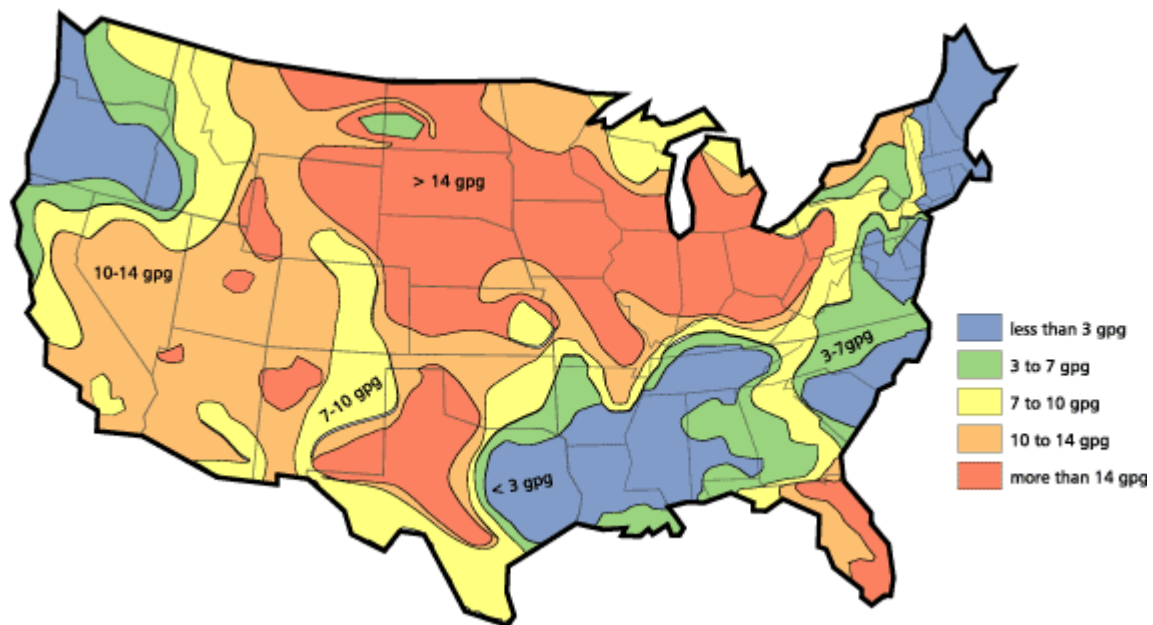 > 14 gpg
10-14 gpg
7-10 gpg
3-7gpg
< 3 gpg
less than 3 gpg
3 to 7 gpg
7 to 10 gpg
10 to 14 gpg
more than 14 gpg